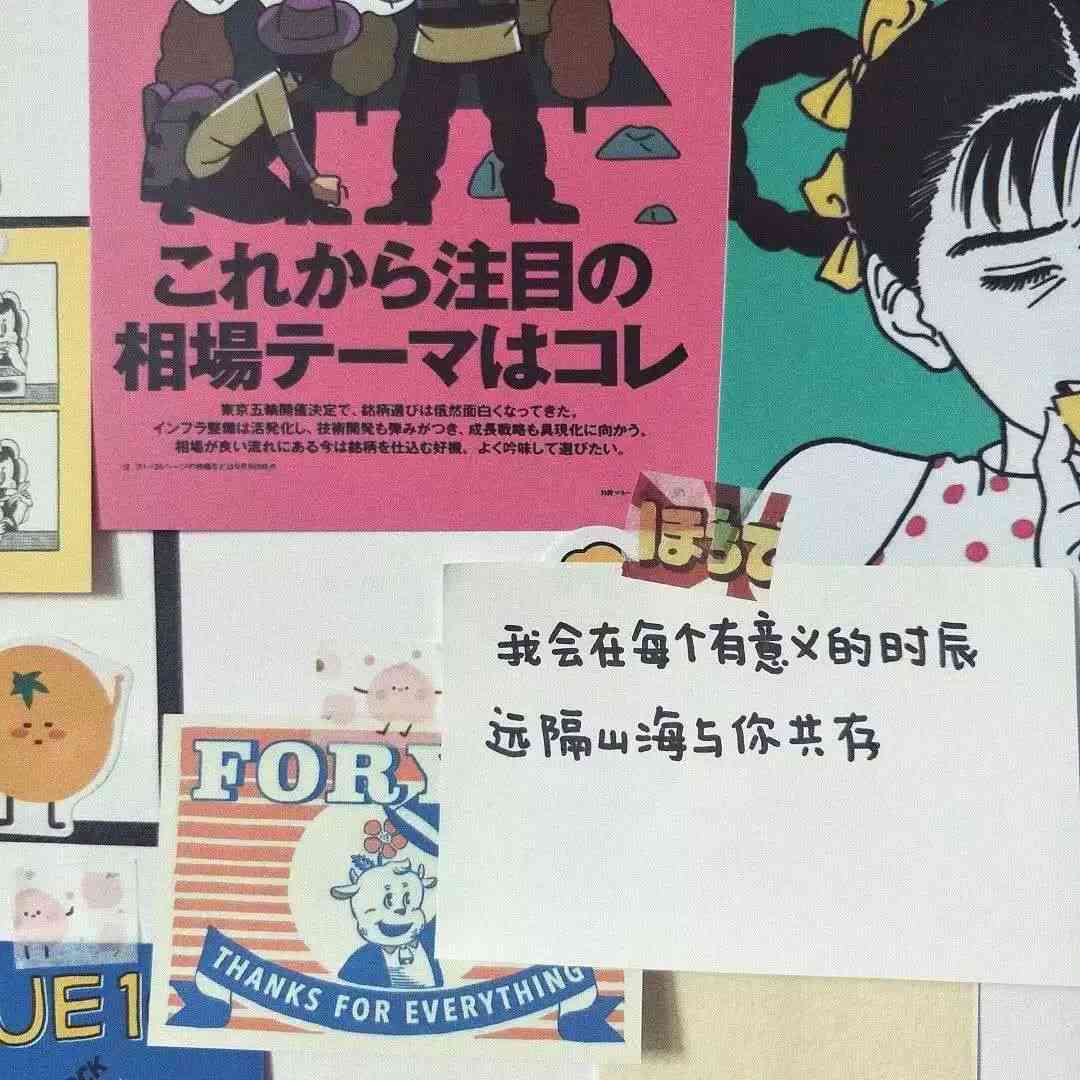 これから注目の
相場テーマはコレ
東京五輪開催決定で、銘柄選びは俄然面白くなってきた。
インフラ整備は活発化し、技術開発も弾みがつき、成長戦略も具現化に向かう。
相場が良い流れにある今は銘柄を仕込む好機。よく吟味して選びたい。
我会在每个有意义的时辰
远隔山海与你共存
FOR
THANKS FOR EVERYTHING
UE 1